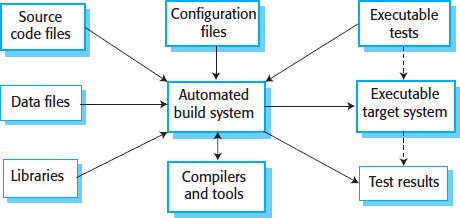 Source
code files
Configuration
files
Executable
tests
Data files
Automated
build system
Executable
target system
Libraries
Compilers
and tools
Test results